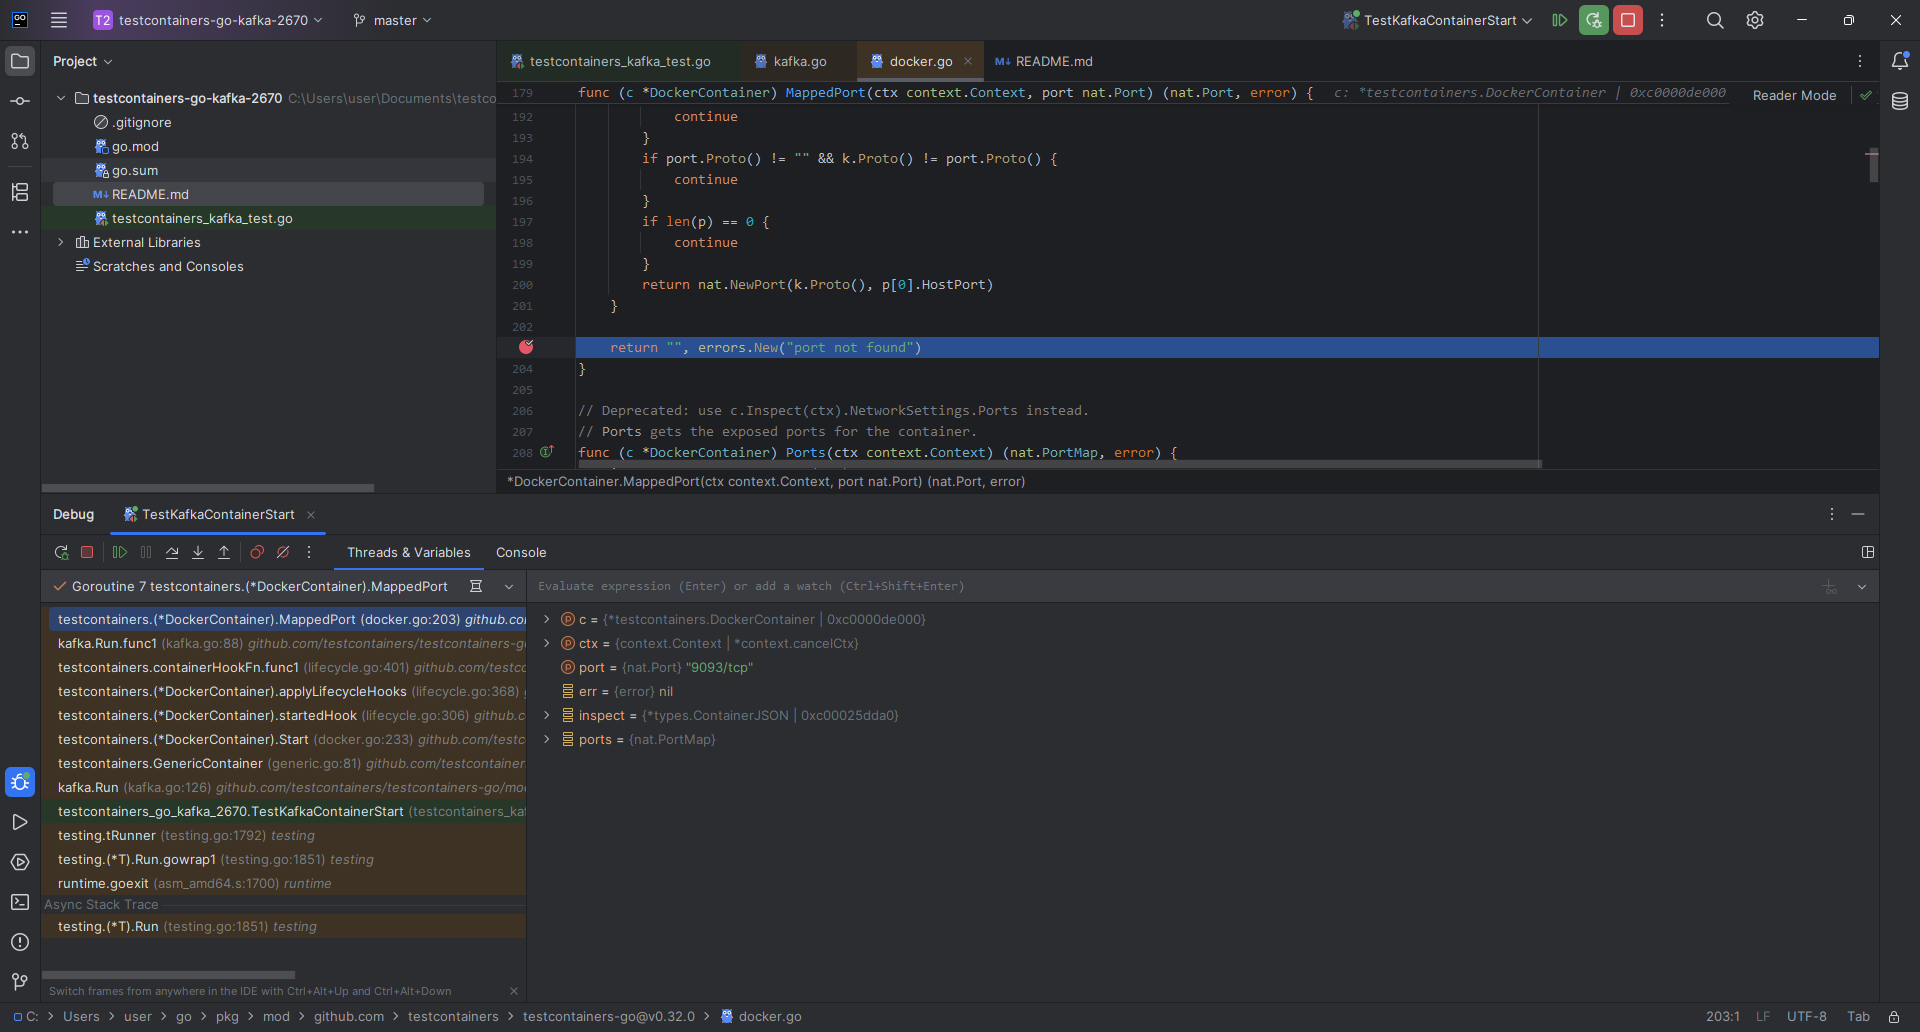 GO
T2 testcontainers-go-kafka-2670
master
TestKafkaContainerStart
Project
testcontainers_kafka_test.go
kafka.go
docker.go
M↓ README.md
testcontainers-go-kafka-2670 C:\Users\user\Documents\testco
.gitignore
go.mod
go.sum
M↓ README.md
testcontainers_kafka_test.go
External Libraries
Scratches and Consoles
179 func (c *DockerContainer) MappedPort(ctx context.Context, port nat.Port) (nat.Port, error) { c: *testcontainers.DockerContainer | 0xc0000de000
Reader Mode
192 continue
193 }
194 if port.Proto() != "" && k.Proto() != port.Proto() {
195 continue
196 }
197 if len(p) == 0 {
198 continue
199 }
200 return nat.NewPort(k.Proto(), p[0].HostPort)
201 }
202
return "", errors.New("port not found")
204 }
205
206 // Deprecated: use c.Inspect(ctx).NetworkSettings.Ports instead.
207 // Ports gets the exposed ports for the container.
208 func (c *DockerContainer) Ports(ctx context.Context) (nat.PortMap, error) {
*DockerContainer.MappedPort(ctx context.Context, port nat.Port) (nat.Port, error)
Debug
TestKafkaContainerStart
Threads & Variables
Console
Goroutine 7 testcontainers.(*DockerContainer).MappedPort
Evaluate expression (Enter) or add a watch (Ctrl+Shift+Enter)
testcontainers.(*DockerContainer).MappedPort (docker.go:203) github.co
kafka.Run.func1 (kafka.go:88) github.com/testcontainers/testcontainers-g
testcontainers.containerHookFn.func1 (lifecycle.go:401) github.com/testc
testcontainers.(*DockerContainer).applyLifecycleHooks (lifecycle.go:368) g
testcontainers.(*DockerContainer).startedHook (lifecycle.go:306) github.c
testcontainers.(*DockerContainer).Start (docker.go:233) github.com/testc
testcontainers.GenericContainer (generic.go:81) github.com/testcontainer
kafka.Run (kafka.go:126) github.com/testcontainers/testcontainers-go/mo
testcontainers_go_kafka_2670.TestKafkaContainerStart (testcontainers_ka
testing.tRunner (testing.go:1792) testing
testing.(*T).Run.gowrap1 (testing.go:1851) testing
runtime.goexit (asm_amd64.s:1700) runtime
Async Stack Trace
testing.(*T).Run (testing.go:1851) testing
c = {*testcontainers.DockerContainer | 0xc0000de000}
ctx = {context.Context | *context.cancelCtx}
port = {nat.Port} "9093/tcp"
err = {error} nil
inspect = {*types.ContainerJSON | 0xc00025dda0}
ports = {nat.PortMap}
Switch frames from anywhere in the IDE with Ctrl+Alt+Up and Ctrl+Alt+Down
C: > Users > user > go > pkg > mod > github.com > testcontainers > testcontainers-go@v0.32.0 > docker.go
203:1 LF UTF-8 Tab